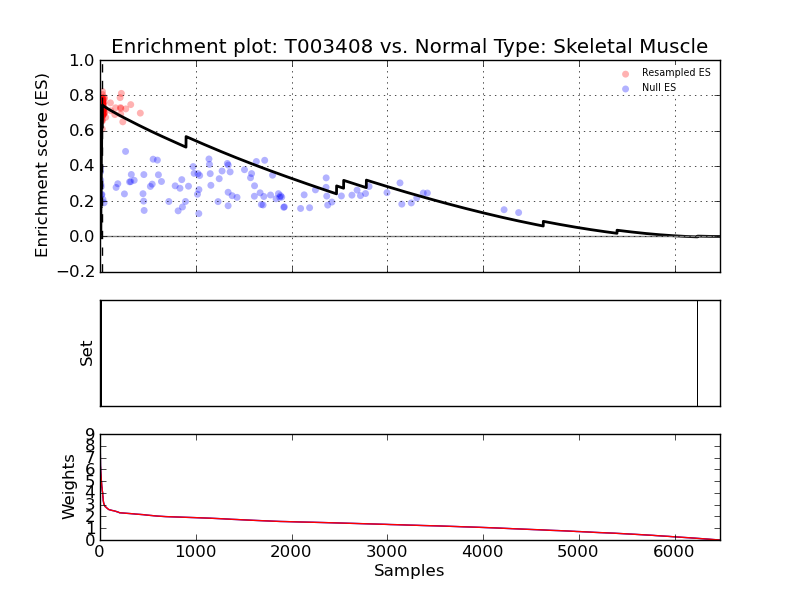 Enrichment plot: T003408 vs. Normal Type: Skeletal Muscle
1.0
0.8
0.6
0.4
0.2
0.0
−0.2
Enrichment score (ES)
Resampled ES
Null ES
Set
9
8
7
6
5
4
3
2
1
0
Weights
0 1000 2000 3000 4000 5000 6000
Samples